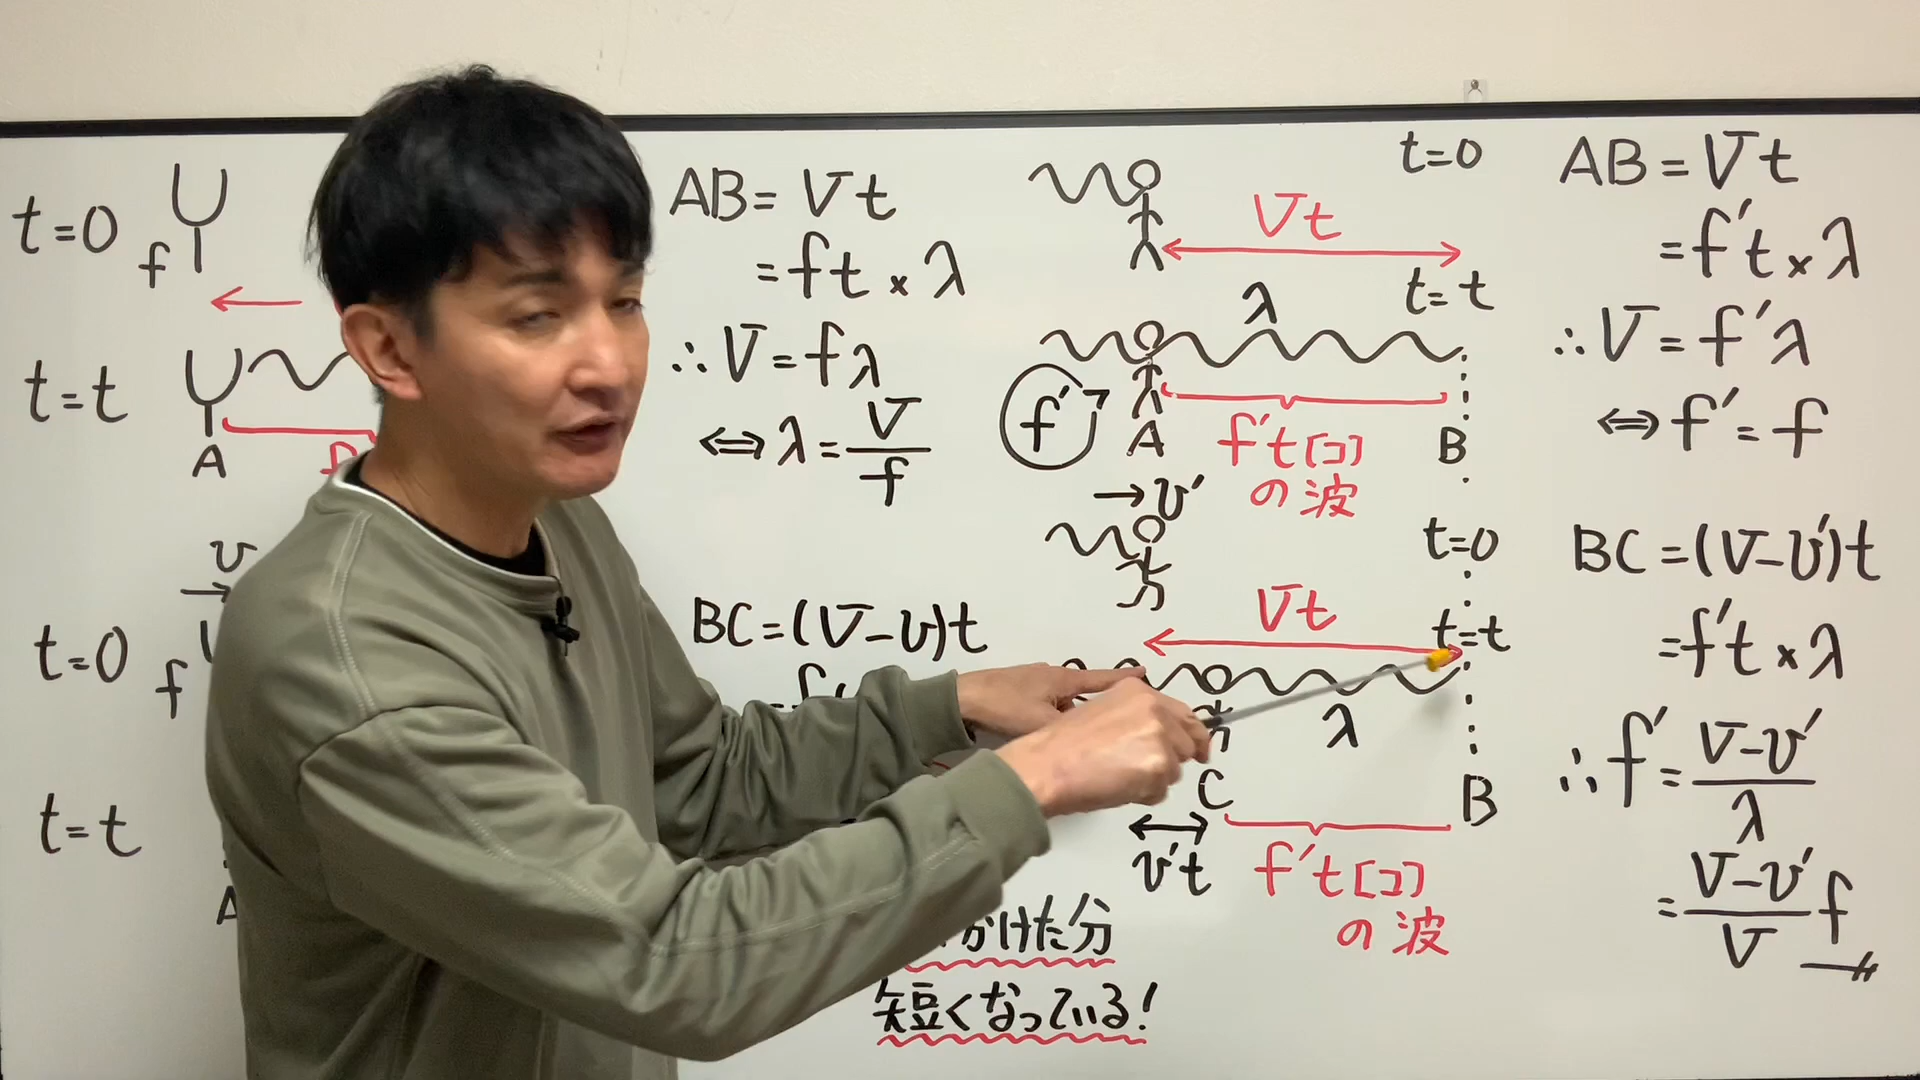 t=0
f
t=t
A
v
t=0
f
t=t
A
AB=Vt
=ft×λ
∴V=fλ
⇔λ=V/f
BC=(V-v)t
かけた分
短くなっている!
t=0
Vt
t=t
λ
f'
A
f't[コ]
の波
B
→v'
t=0
Vt
t=t
λ
C
B
v't
f't[コ]
の波
AB=Vt
=f't×λ
∴V=f'λ
⇔f'=f
BC=(V-v')t
=f't×λ
∴f'=V-v'/λ
=V-v'/V f